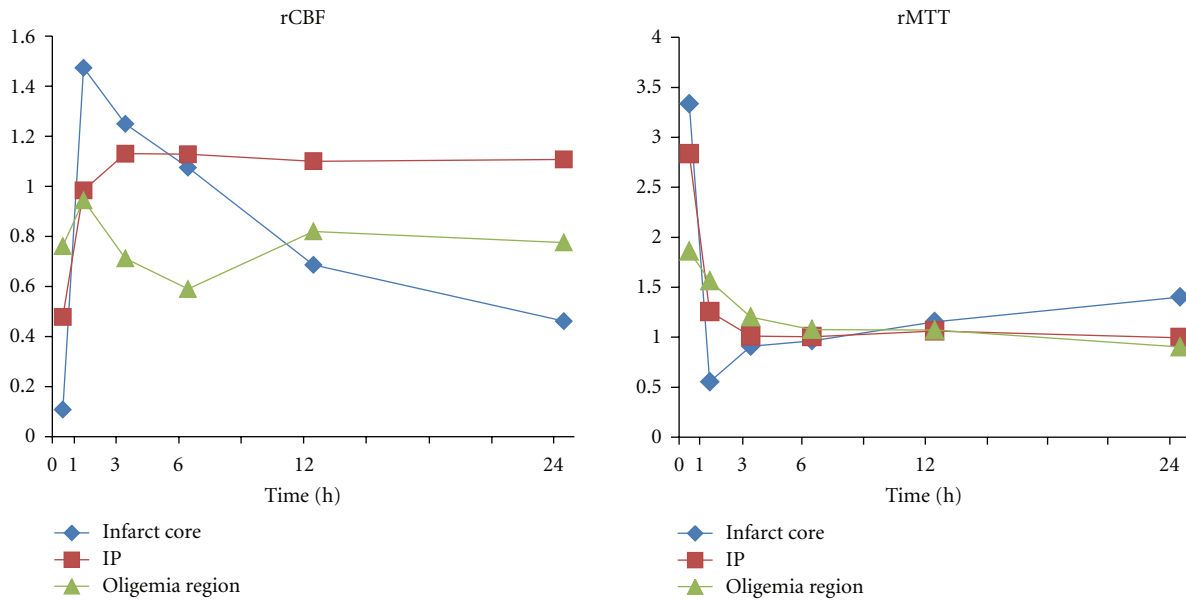 rCBF
1.6
1.4
1.2
1
0.8
0.6
0.4
0.2
0
0 1 3 6 12 24
Time (h)
Infarct core
IP
Oligemia region
rMTT
4
3.5
3
2.5
2
1.5
1
0.5
0
0 1 3 6 12 24
Time (h)
Infarct core
IP
Oligemia region